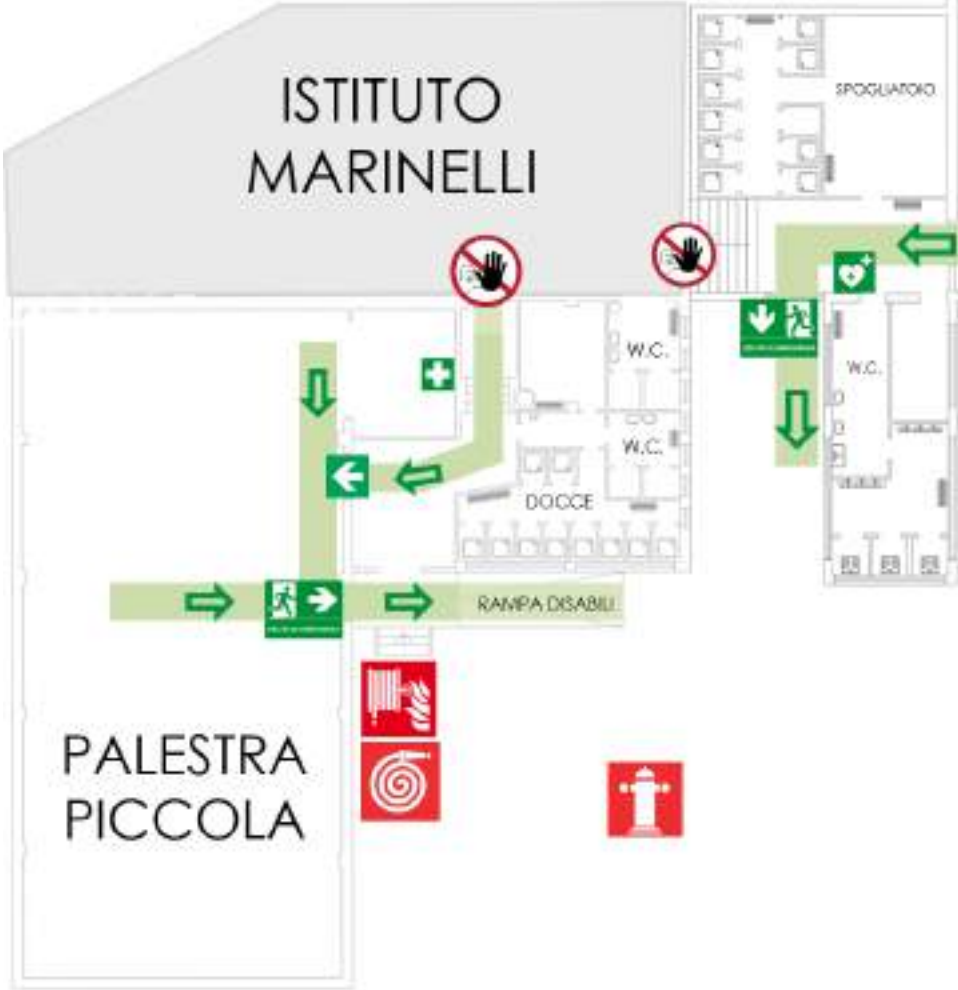 ISTITUTO
MARINELLI
SPOGLIATOIO
W.C.
W.C.
W.C.
DOCCE
RAMPA DISABILI
PALESTRA
PICCOLA